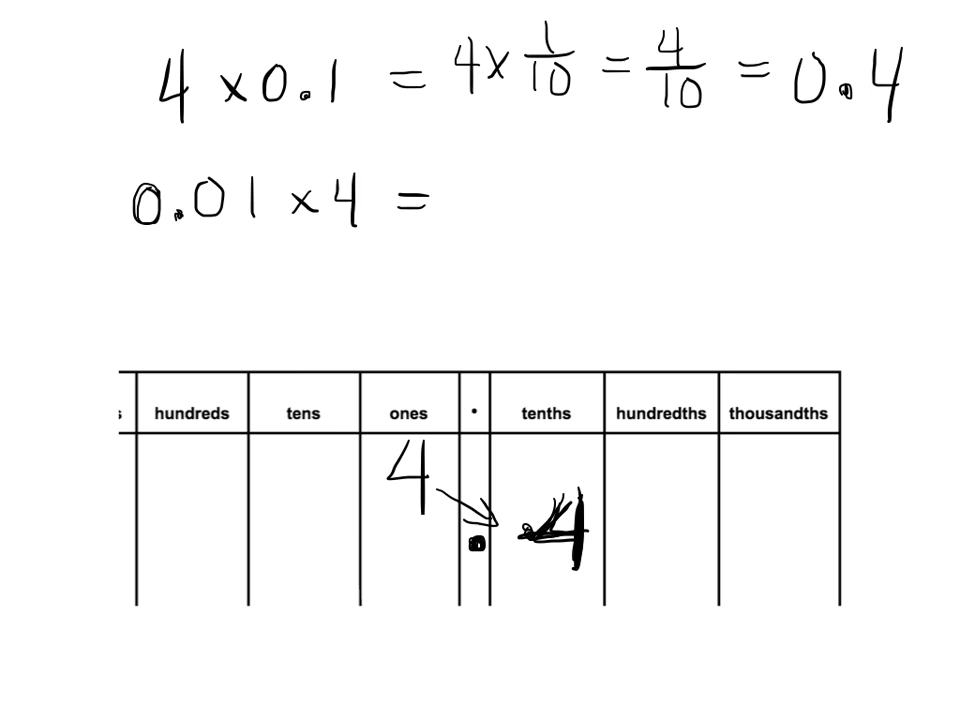 4 × 0.1 = 4 × 1/10 = 4/10 = 0.4
0.01 × 4 =
hundreds tens ones . tenths hundredths thousandths
4
. 4